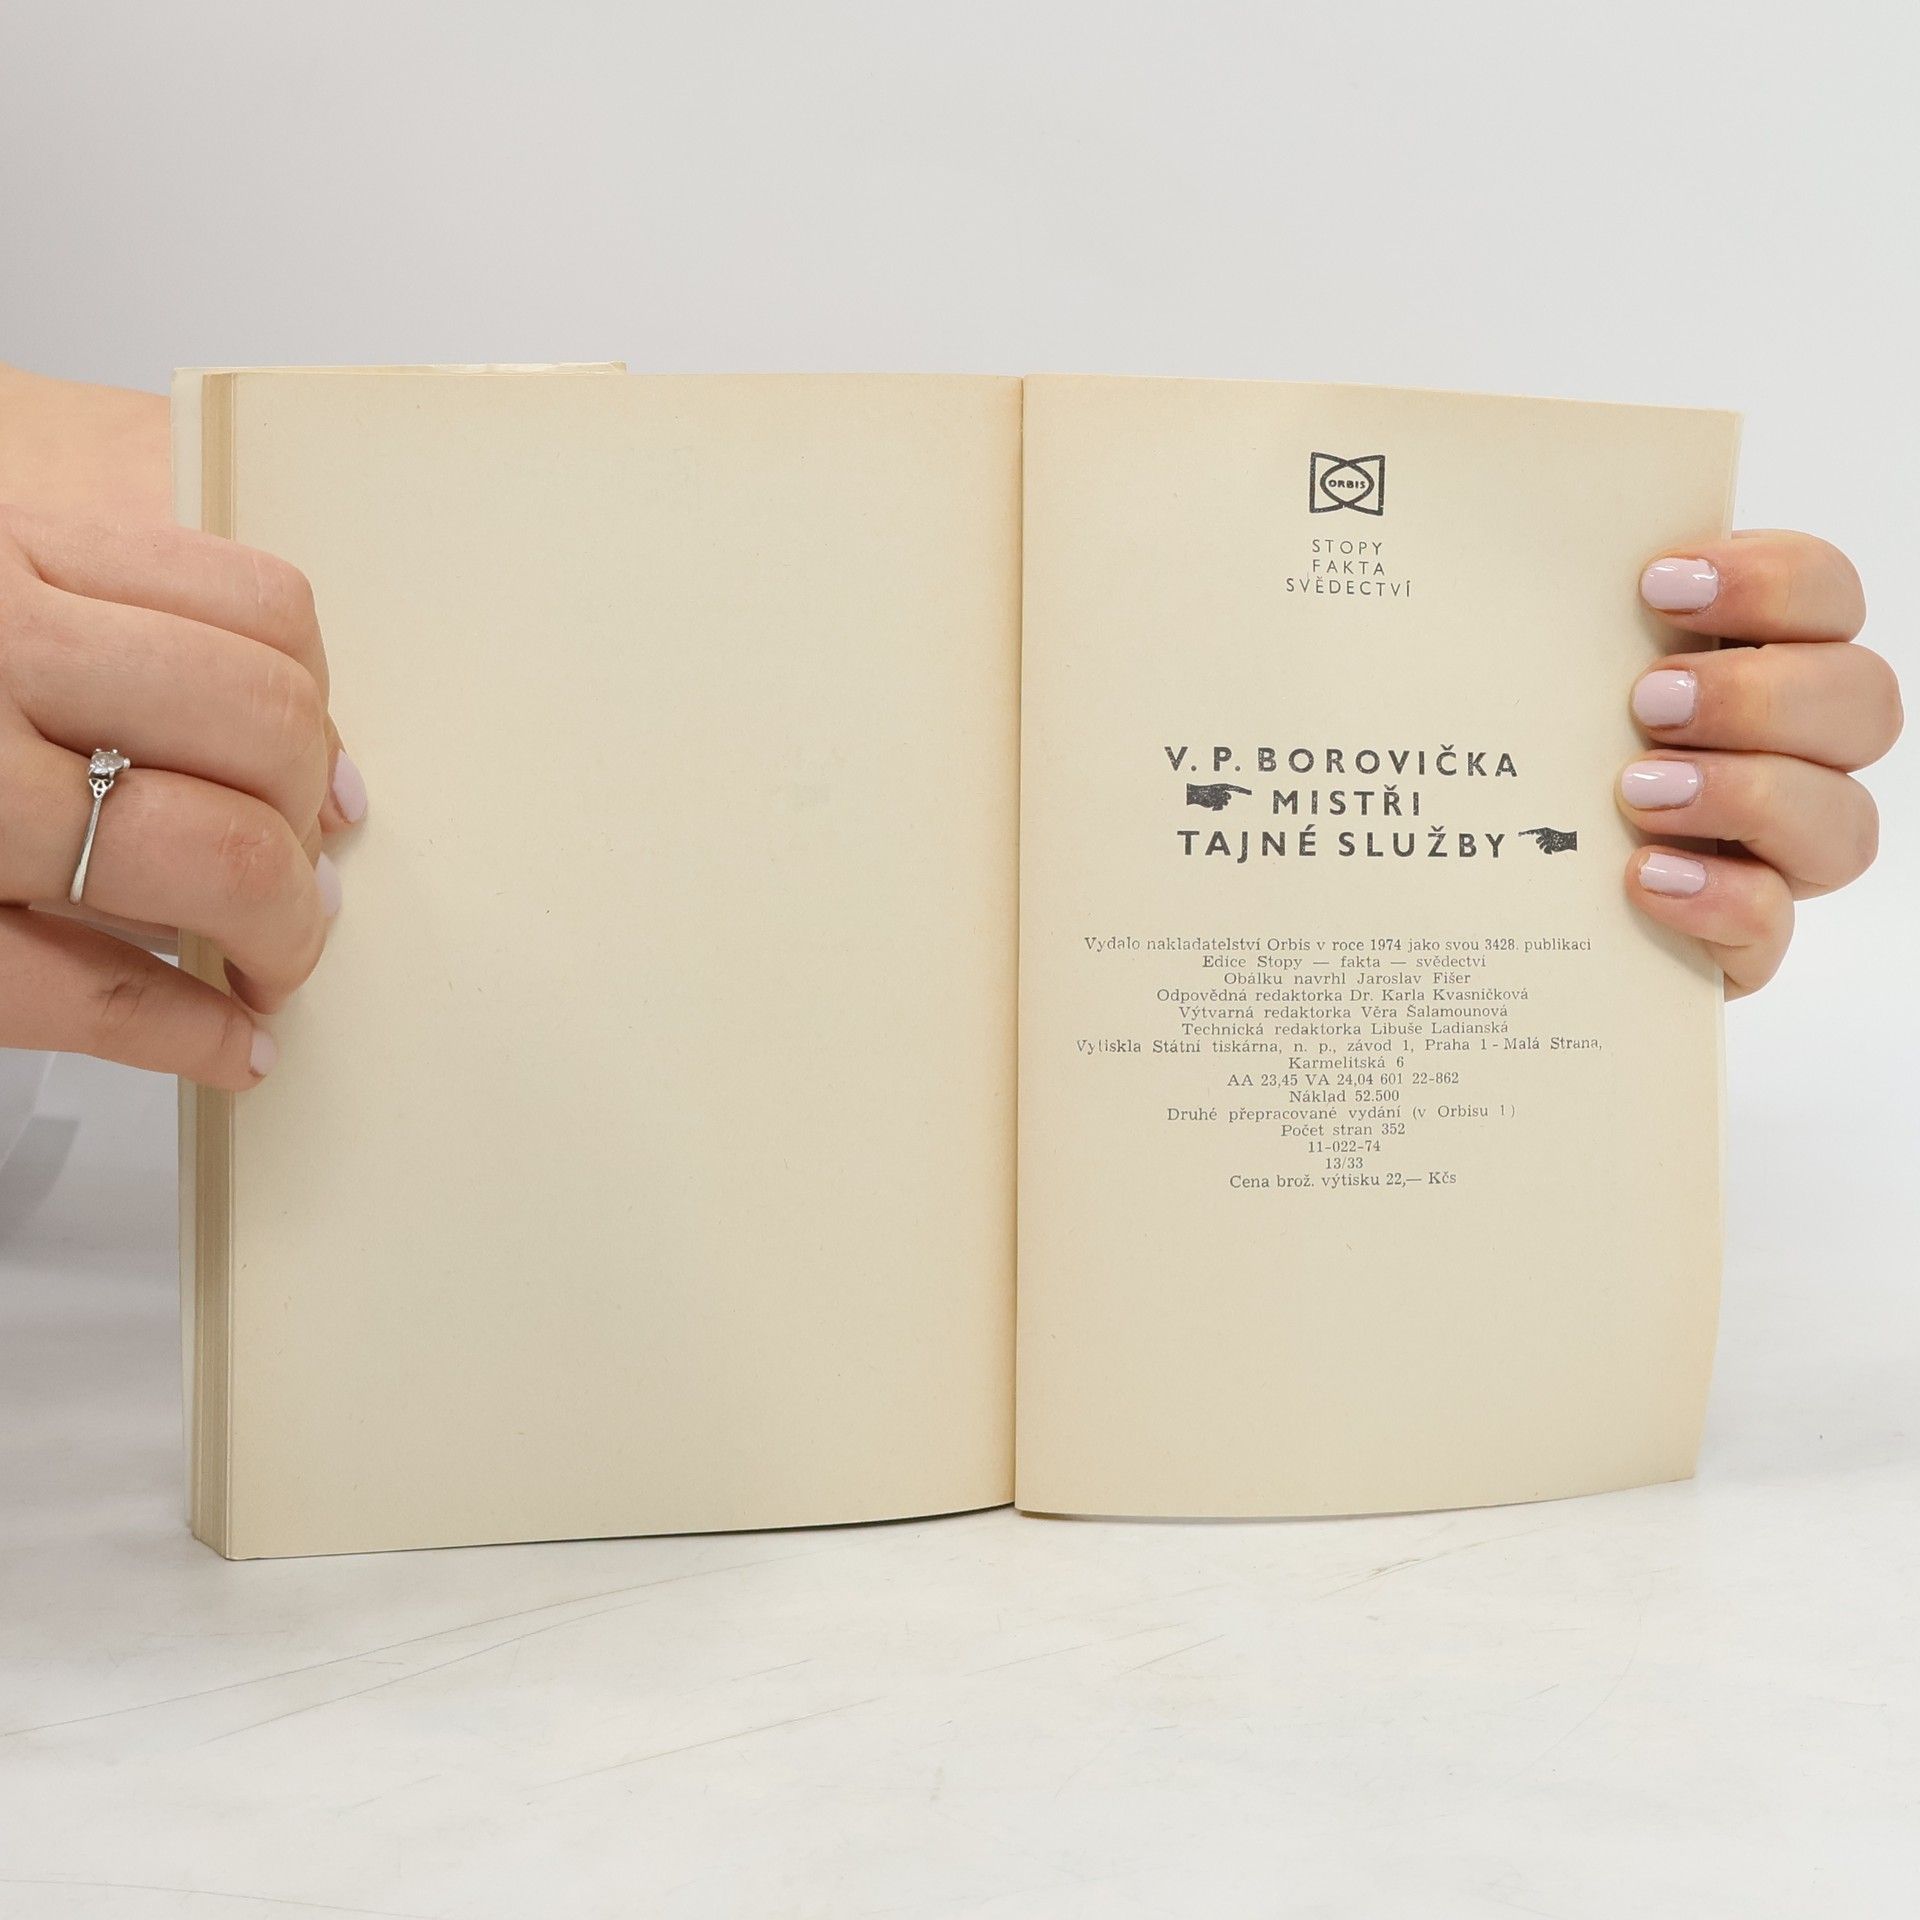 ORBIS
STOPY
FAKTA
SVĚDECTVÍ
V. P. BOROVIČKA
MISTŘI
TAJNÉ SLUŽBY
Vydalo nakladatelství Orbis v roce 1974 jako svou 3428. publikaci
Edice Stopy — fakta — svědectví
Obálku navrhl Jaroslav Fišer
Odpovědná redaktorka Dr. Karla Kvasničková
Výtvarná redaktorka Věra Šalamounová
Technická redaktorka Libuše Ladianská
Vytiskla Státní tiskárna, n. p., závod 1, Praha 1 - Malá Strana,
Karmelitská 6
AA 23,45 VA 24,04 601 22-862
Náklad 52.500
Druhé přepracované vydání (v Orbisu 1)
Počet stran 352
11-022-74
13/33
Cena brož. výtisku 22,— Kčs